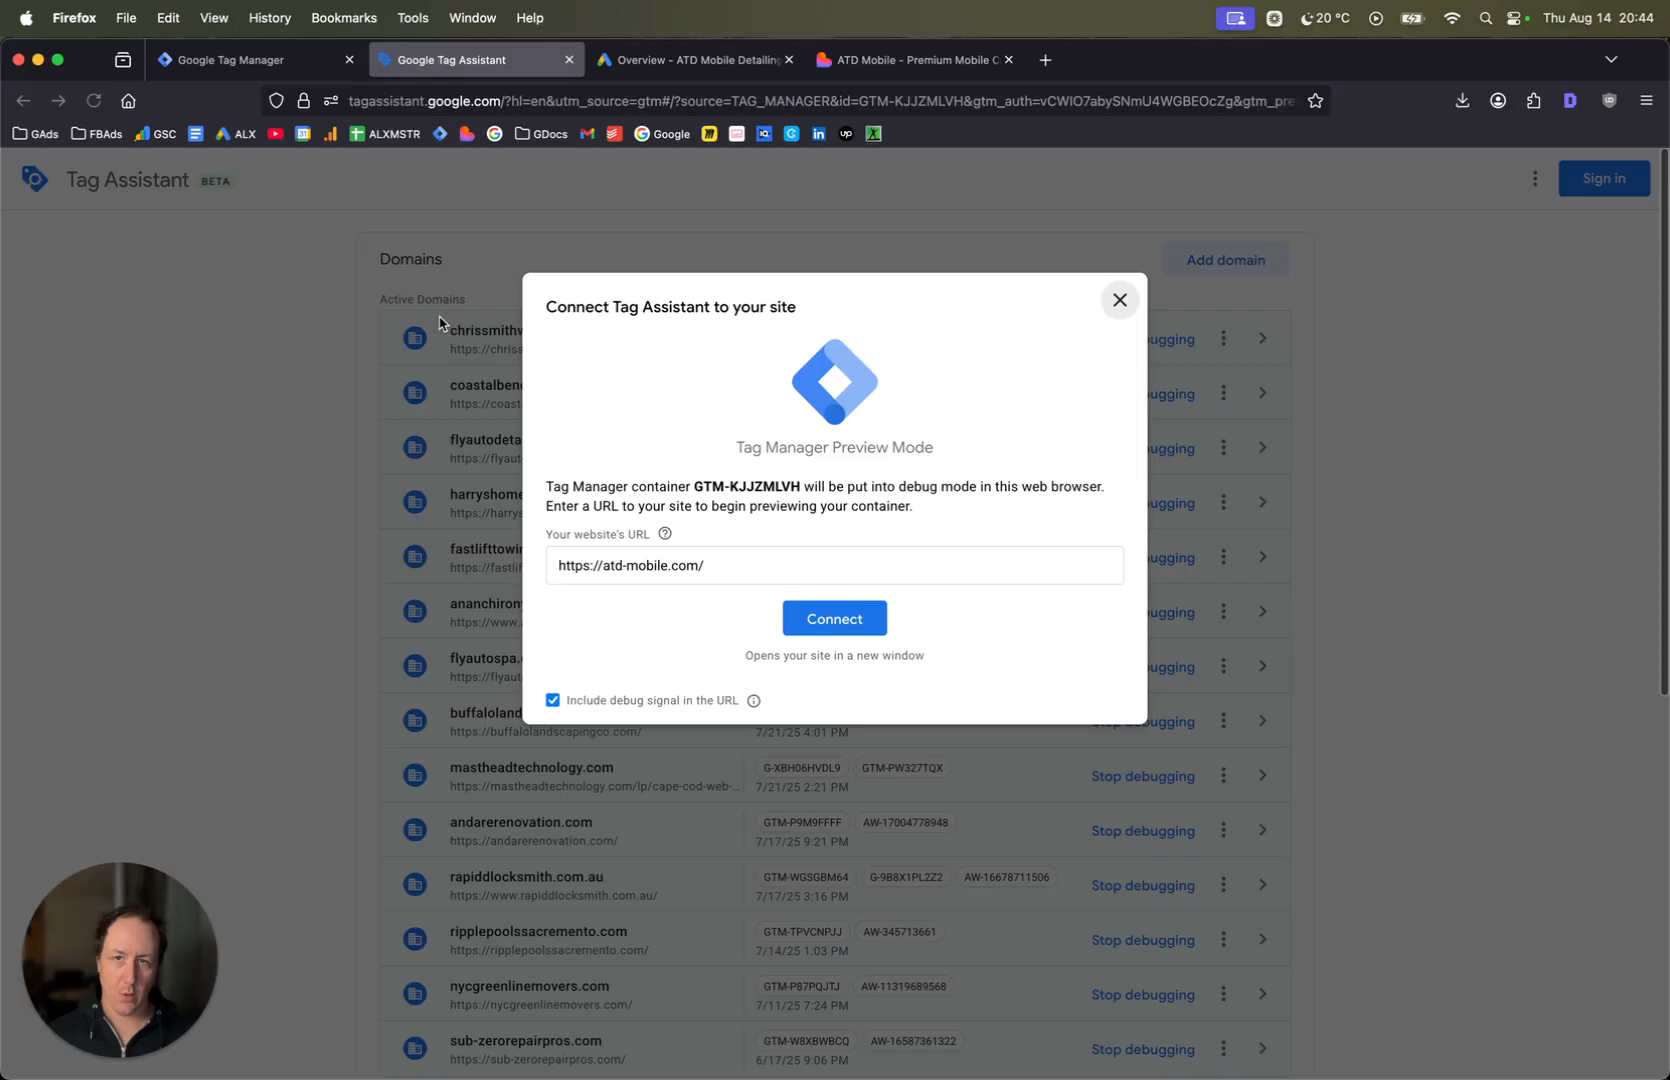 Firefox File Edit View History Bookmarks Tools Window Help 20 °C Thu Aug 14 20:44
Google Tag Manager Google Tag Assistant Overview - ATD Mobile Detailing ATD Mobile - Premium Mobile C
tagassistant.google.com/?hl=en&utm_source=gtm#/?source=TAG_MANAGER&id=GTM-KJJZMLVH&gtm_auth=vCWIO7abySNmU4WGBEOcZg&gtm_pre
GAds FBAds GSC ALX ALXMSTR GDocs Google
Tag Assistant BETA Sign in
Domains Add domain
Active Domains
Connect Tag Assistant to your site
Tag Manager Preview Mode
Tag Manager container GTM-KJJZMLVH will be put into debug mode in this web browser.
Enter a URL to your site to begin previewing your container.
Your website's URL
https://atd-mobile.com/
Connect
Opens your site in a new window
Include debug signal in the URL
chrissmithv
https://chriss
ugging
coastalbenc
https://coast
ugging
flyautodeta
https://flyaut
ugging
harryshome
https://harrys
ugging
fastlifttowin
https://fastlif
ugging
ananchirony
https://www.a
ugging
flyautospa.
https://flyaut
ugging
buffaloland
https://buffalolandscapingco.com/ 7/21/25 4:01 PM
Stop debugging
mastheadtechnology.com G-XBH06HVDL9 GTM-PW327TQX
https://mastheadtechnology.com/lp/cape-cod-web-... 7/21/25 2:21 PM
Stop debugging
andarerenovation.com GTM-P9M9FFFF AW-17004778948
https://andarerenovation.com/ 7/17/25 9:21 PM
Stop debugging
rapiddlocksmith.com.au GTM-WGSGBM64 G-9B8X1PL2Z2 AW-16678711506
https://www.rapiddlocksmith.com.au/ 7/17/25 3:16 PM
Stop debugging
ripplepoolssacremento.com GTM-TPVCNPJJ AW-345713661
https://ripplepoolssacremento.com/ 7/14/25 1:03 PM
Stop debugging
nycgreenlinemovers.com GTM-P87PQJTJ AW-11319689568
https://nycgreenlinemovers.com/ 7/11/25 7:24 PM
Stop debugging
sub-zerorepairpros.com GTM-W8XBWBCQ AW-16587361322
https://sub-zerorepairpros.com/ 6/17/25 9:06 PM
Stop debugging